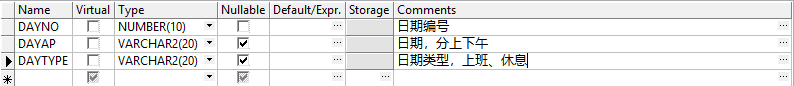 Name Virtual Type Nullable Default/Expr. Storage Comments
DAYNO NUMBER(10) ... 日期编号 ...
DAYAP VARCHAR2(20) ... 日期，分上下午 ...
DAYTYPE VARCHAR2(20) ... 日期类型，上班、休息 ...
* ... ... ...